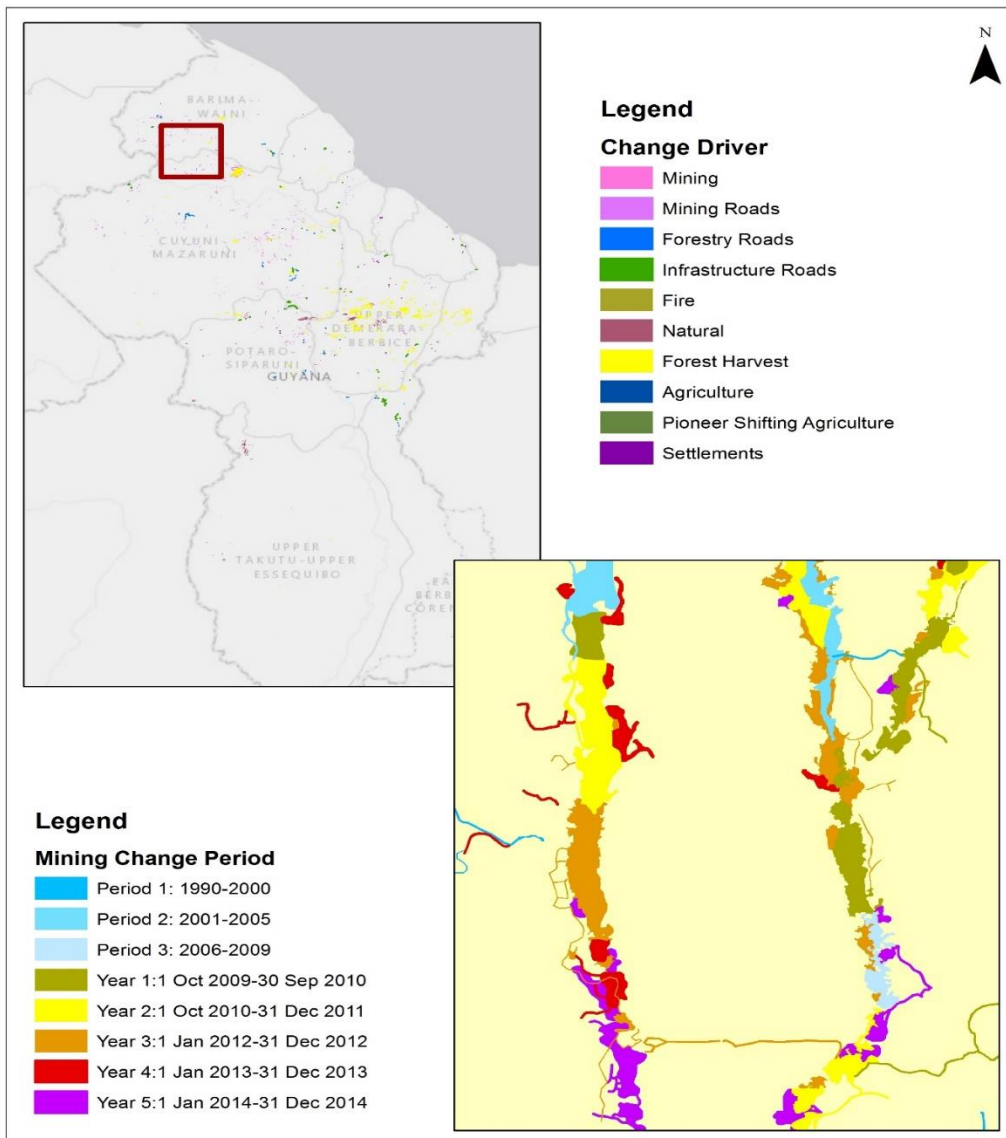 N
BARIMA-
WAINI
CUYUNI-
MAZARUNI
UPPER
DEMERARA-
BERBICE
POTARO-
SIPARUNI
GUYANA
UPPER
TAKUTU-UPPER
ESSEQUIBO
Legend
Change Driver
Mining
Mining Roads
Forestry Roads
Infrastructure Roads
Fire
Natural
Forest Harvest
Agriculture
Pioneer Shifting Agriculture
Settlements
Legend
Mining Change Period
Period 1: 1990-2000
Period 2: 2001-2005
Period 3: 2006-2009
Year 1:1 Oct 2009-30 Sep 2010
Year 2:1 Oct 2010-31 Dec 2011
Year 3:1 Jan 2012-31 Dec 2012
Year 4:1 Jan 2013-31 Dec 2013
Year 5:1 Jan 2014-31 Dec 2014